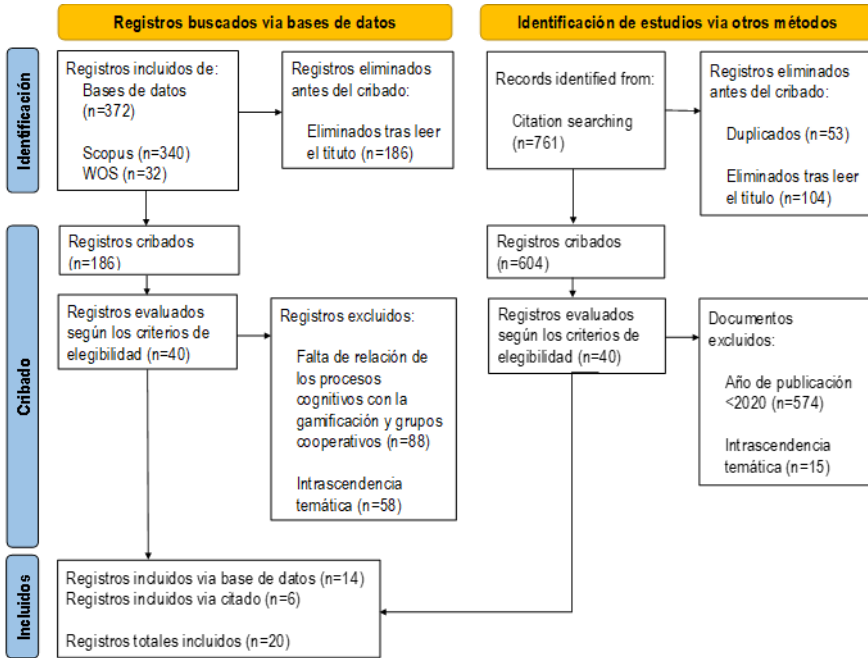 Registros buscados via bases de datos
Identificación de estudios via otros métodos
Identificación
Registros incluidos de:
Bases de datos
(n=372)
Scopus (n=340)
WOS (n=32)
Registros eliminados
antes del cribado:
Eliminados tras leer
el tituto (n=186)
Records identified from:
Citation searching
(n=761)
Registros eliminados
antes del cribado:
Duplicados (n=53)
Eliminados tras leer
el título (n=104)
Cribado
Registros cribados
(n=186)
Registros evaluados
según los criterios de
elegibilidad (n=40)
Registros excluidos:
Falta de relación de
los procesos
cognitivos con la
gamificación y grupos
cooperativos (n=88)
Intrascendencia
temática (n=58)
Registros cribados
(n=604)
Registros evaluados
según los criterios de
elegibilidad (n=40)
Documentos
excluidos:
Año de publicación
<2020 (n=574)
Intrascendencia
temática (n=15)
Incluidos
Registros incluidos via base de datos (n=14)
Registros incluidos via citado (n=6)
Registros totales incluidos (n=20)